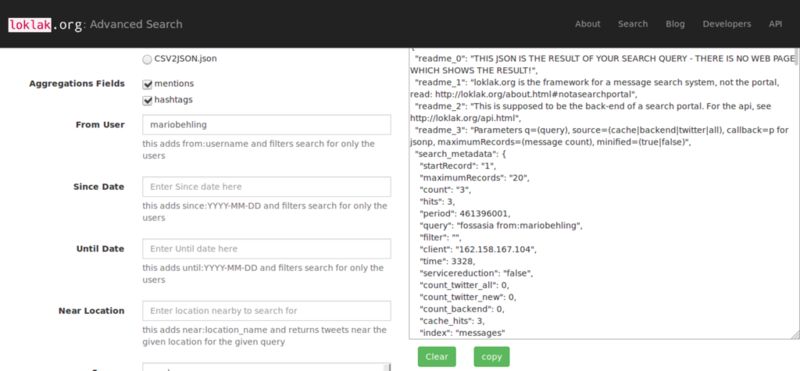 loklak.org: Advanced Search
About Search Blog Developers API
CSV2JSON.json
Aggregations Fields
mentions
hashtags
From User
mariobehling
this adds from:username and filters search for only the
users
Since Date
Enter Since date here
this adds since:YYYY-MM-DD and filters search for only the
users
Until Date
Enter Until date here
this adds until:YYYY-MM-DD and filters search for only the
users
Near Location
Enter location nearby to search for
this adds near:location_name and returns tweets near the
given location for the given query
{
"readme_0": "THIS JSON IS THE RESULT OF YOUR SEARCH QUERY - THERE IS NO WEB PAGE
WHICH SHOWS THE RESULT!",
"readme_1": "loklak.org is the framework for a message search system, not the portal,
read: http://loklak.org/about.html#notasearchportal",
"readme_2": "This is supposed to be the back-end of a search portal. For the api, see
http://loklak.org/api.html",
"readme_3": "Parameters q=(query), source=(cache|backend|twitter|all), callback=p for
jsonp, maximumRecords=(message count), minified=(true|false)",
"search_metadata": {
"startRecord": "1",
"maximumRecords": "20",
"count": "3",
"hits": 3,
"period": 461396001,
"query": "fossasia from:mariobehling",
"filter": "",
"client": "162.158.167.104",
"time": 3328,
"servicereduction": "false",
"count_twitter_all": 0,
"count_twitter_new": 0,
"count_backend": 0,
"cache_hits": 3,
"index": "messages"
Clear copy